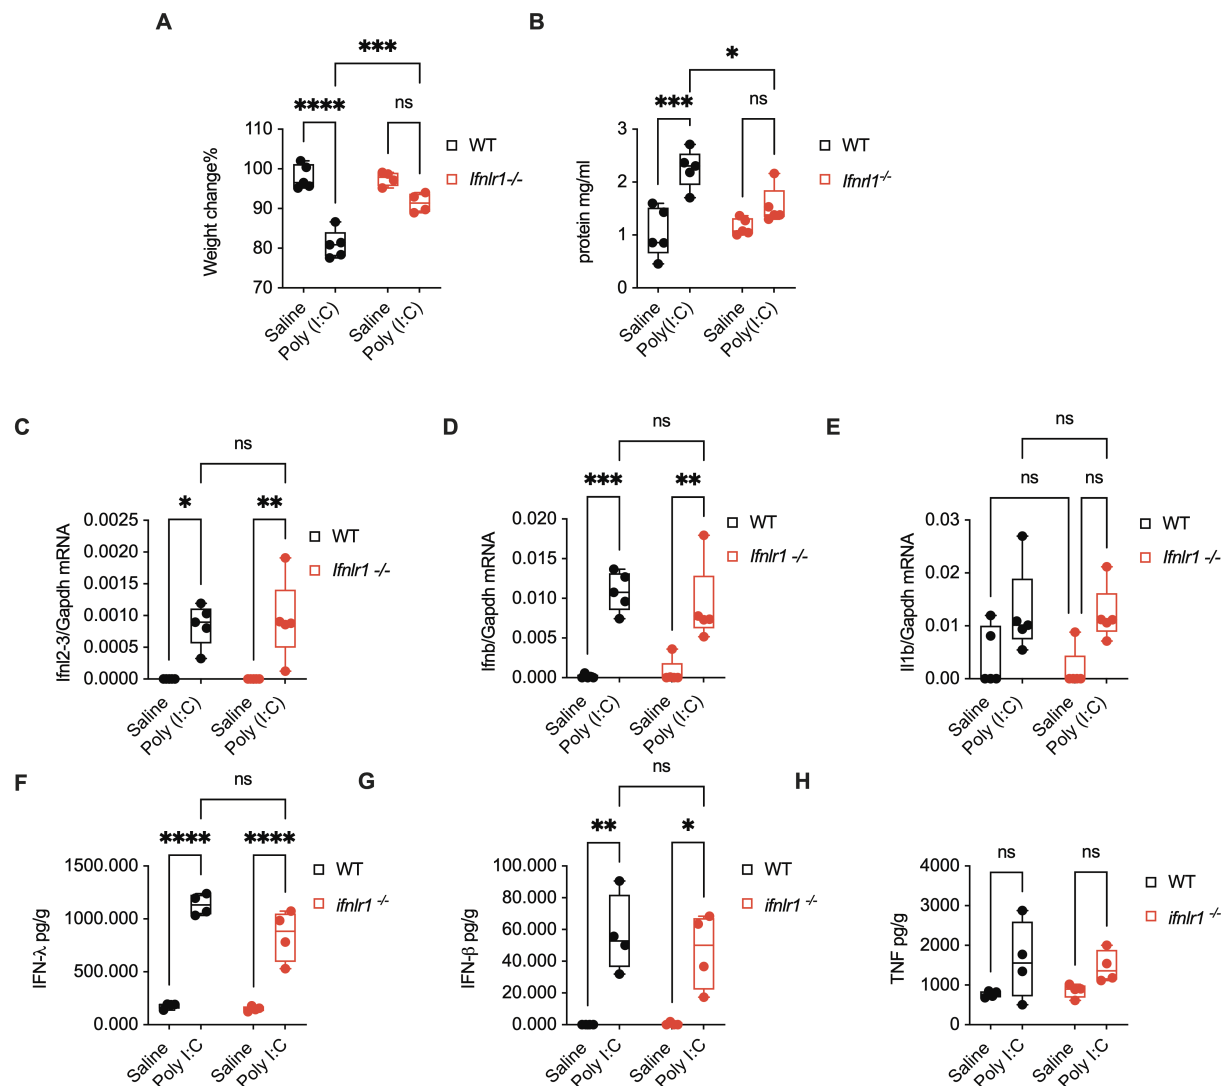 A
***
****
ns
110
100
90
80
70
Weight change%
Saline
Poly (I:C)
Saline
Poly (I:C)
WT
Ifnlr1-/-
B
*
***
ns
3
2
1
0
protein mg/ml
Saline
Poly(I:C)
Saline
Poly(I:C)
WT
Ifnrl1-/-
C
ns
*
**
0.0025
0.0020
0.0015
0.0010
0.0005
0.0000
Ifnl2-3/Gapdh mRNA
Saline
Poly (I:C)
Saline
Poly (I:C)
WT
Ifnlr1 -/-
D
ns
***
**
0.020
0.015
0.010
0.005
0.000
Ifnb/Gapdh mRNA
Saline
Poly (I:C)
Saline
Poly (I:C)
WT
Ifnlr1 -/-
E
ns
ns
ns
0.03
0.02
0.01
0.00
Il1b/Gapdh mRNA
Saline
Poly (I:C)
Saline
Poly (I:C)
WT
Ifnlr1 -/-
F
ns
****
****
1500.000
1000.000
500.000
0.000
IFN-λ pg/g
Saline
Poly I:C
Saline
Poly I:C
WT
ifnlr1 -/-
G
ns
**
*
100.000
80.000
60.000
40.000
20.000
0.000
IFN-β pg/g
Saline
Poly I:C
Saline
Poly I:C
WT
ifnlr1 -/-
H
ns
ns
4000
3000
2000
1000
0
TNF pg/g
Saline
Poly I:C
Saline
Poly I:C
WT
ifnlr1 -/-